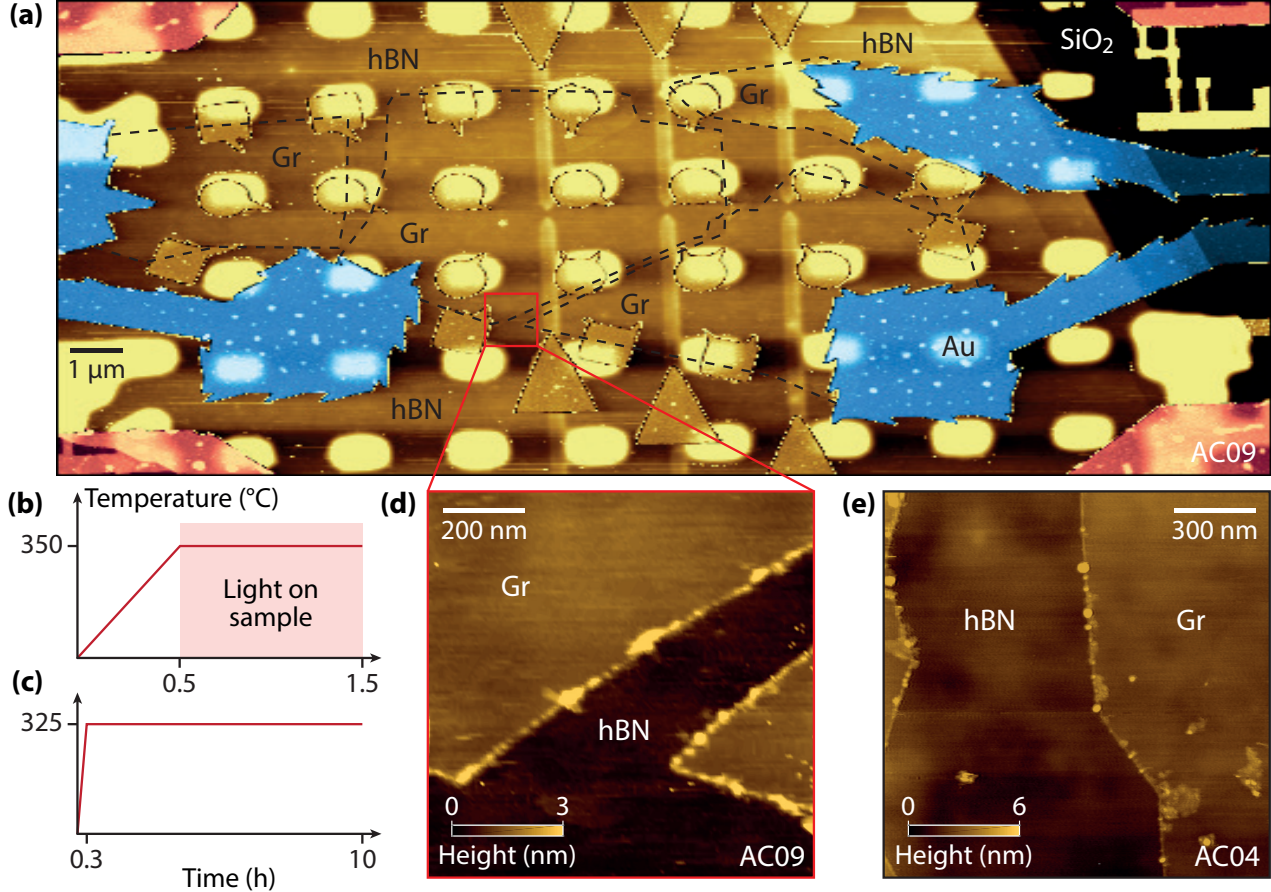 (a)
hBN
hBN
SiO₂
Gr
Gr
Gr
Gr
Au
1 μm
hBN
AC09
(b)
Temperature (°C)
350
Light on
sample
0.5
1.5
(c)
325
0.3
10
Time (h)
(d)
200 nm
Gr
hBN
0
3
Height (nm)
AC09
(e)
300 nm
hBN
Gr
0
6
Height (nm)
AC04